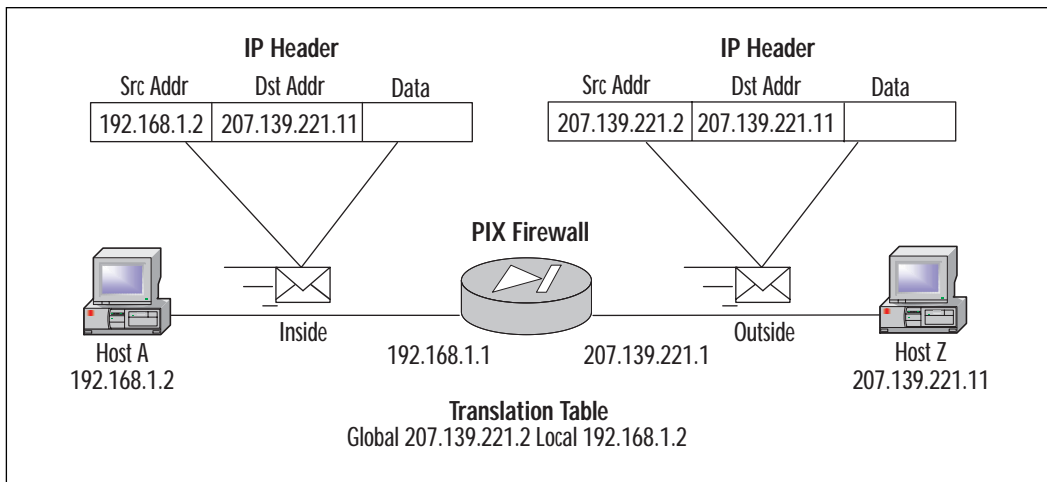 IP Header
Src Addr Dst Addr Data
192.168.1.2 207.139.221.11
IP Header
Src Addr Dst Addr Data
207.139.221.2 207.139.221.11
PIX Firewall
Inside
Outside
Host A
192.168.1.2
192.168.1.1
207.139.221.1
Host Z
207.139.221.11
Translation Table
Global 207.139.221.2 Local 192.168.1.2